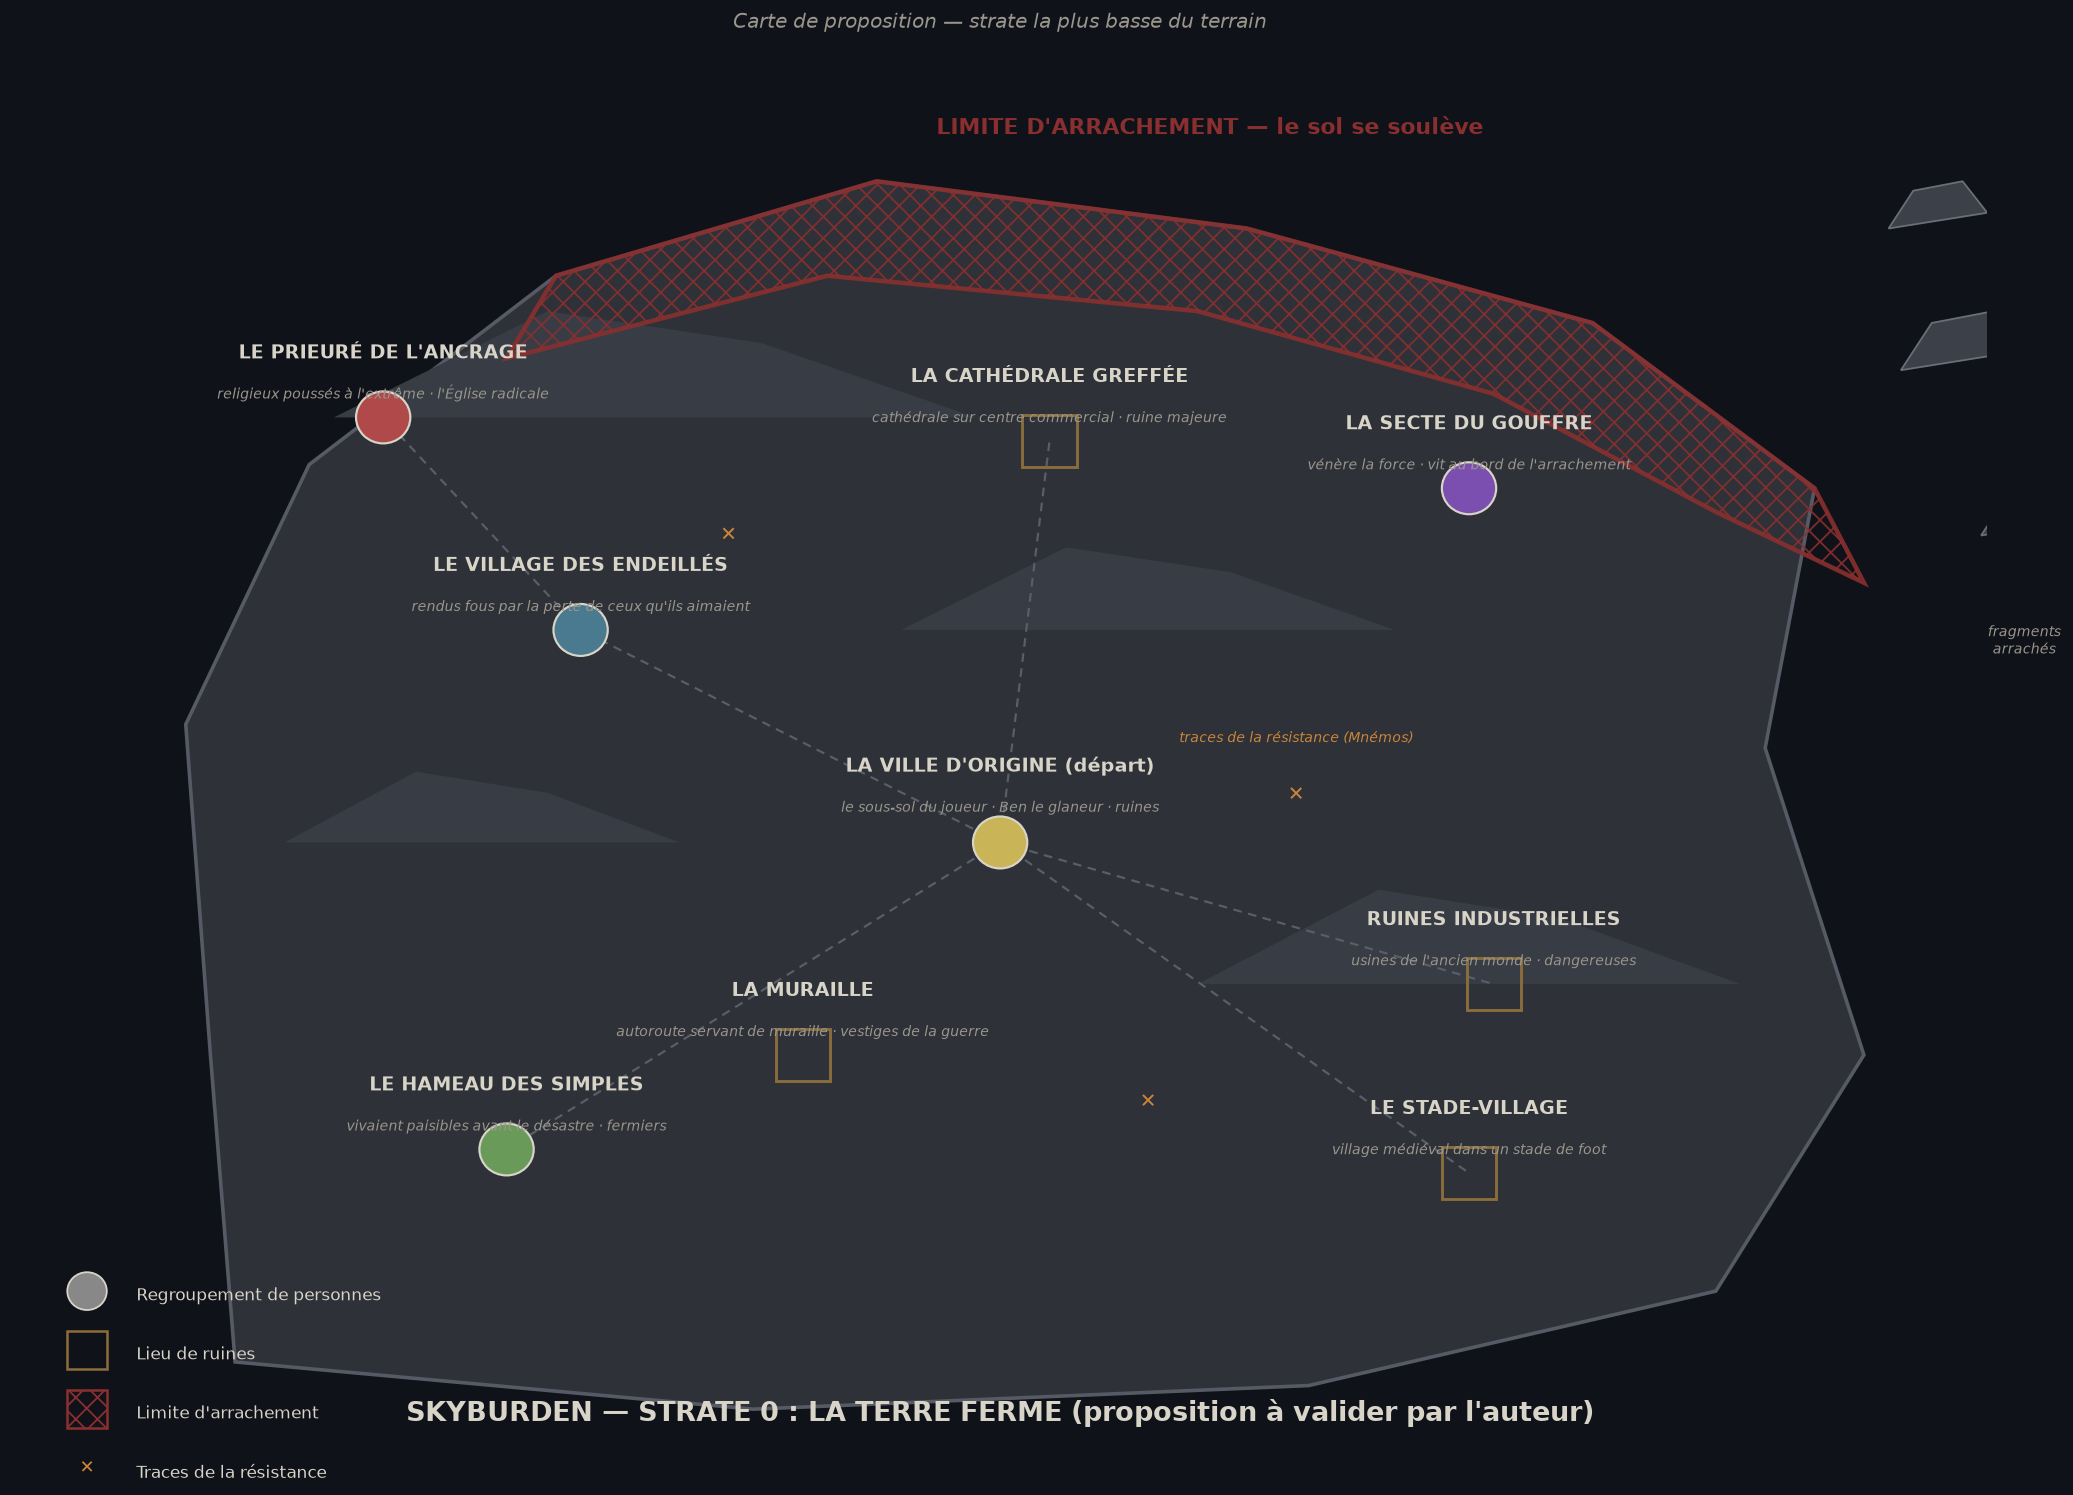 Carte de proposition — strate la plus basse du terrain
LIMITE D'ARRACHEMENT — le sol se soulève
LE PRIEURÉ DE L'ANCRAGE
religieux poussés à l'extrême · l'Église radicale
LA CATHÉDRALE GREFFÉE
cathédrale sur centre commercial · ruine majeure
LA SECTE DU GOUFFRE
vénère la force · vit au bord de l'arrachement
LE VILLAGE DES ENDEILLÉS
rendus fous par la perte de ceux qu'ils aimaient
fragments
arrachés
traces de la résistance (Mnémos)
LA VILLE D'ORIGINE (départ)
le sous-sol du joueur · Ben le glaneur · ruines
RUINES INDUSTRIELLES
usines de l'ancien monde · dangereuses
LA MURAILLE
autoroute servant de muraille · vestiges de la guerre
LE HAMEAU DES SIMPLES
vivaient paisibles avant le désastre · fermiers
LE STADE-VILLAGE
village médiéval dans un stade de foot
Regroupement de personnes
Lieu de ruines
Limite d'arrachement
Traces de la résistance
SKYBURDEN — STRATE 0 : LA TERRE FERME (proposition à valider par l'auteur)